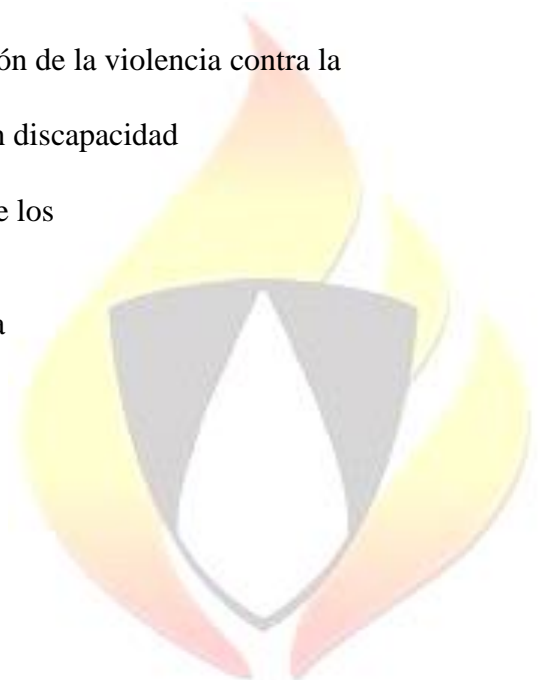 ón de la violencia contra la
discapacidad
e los
a